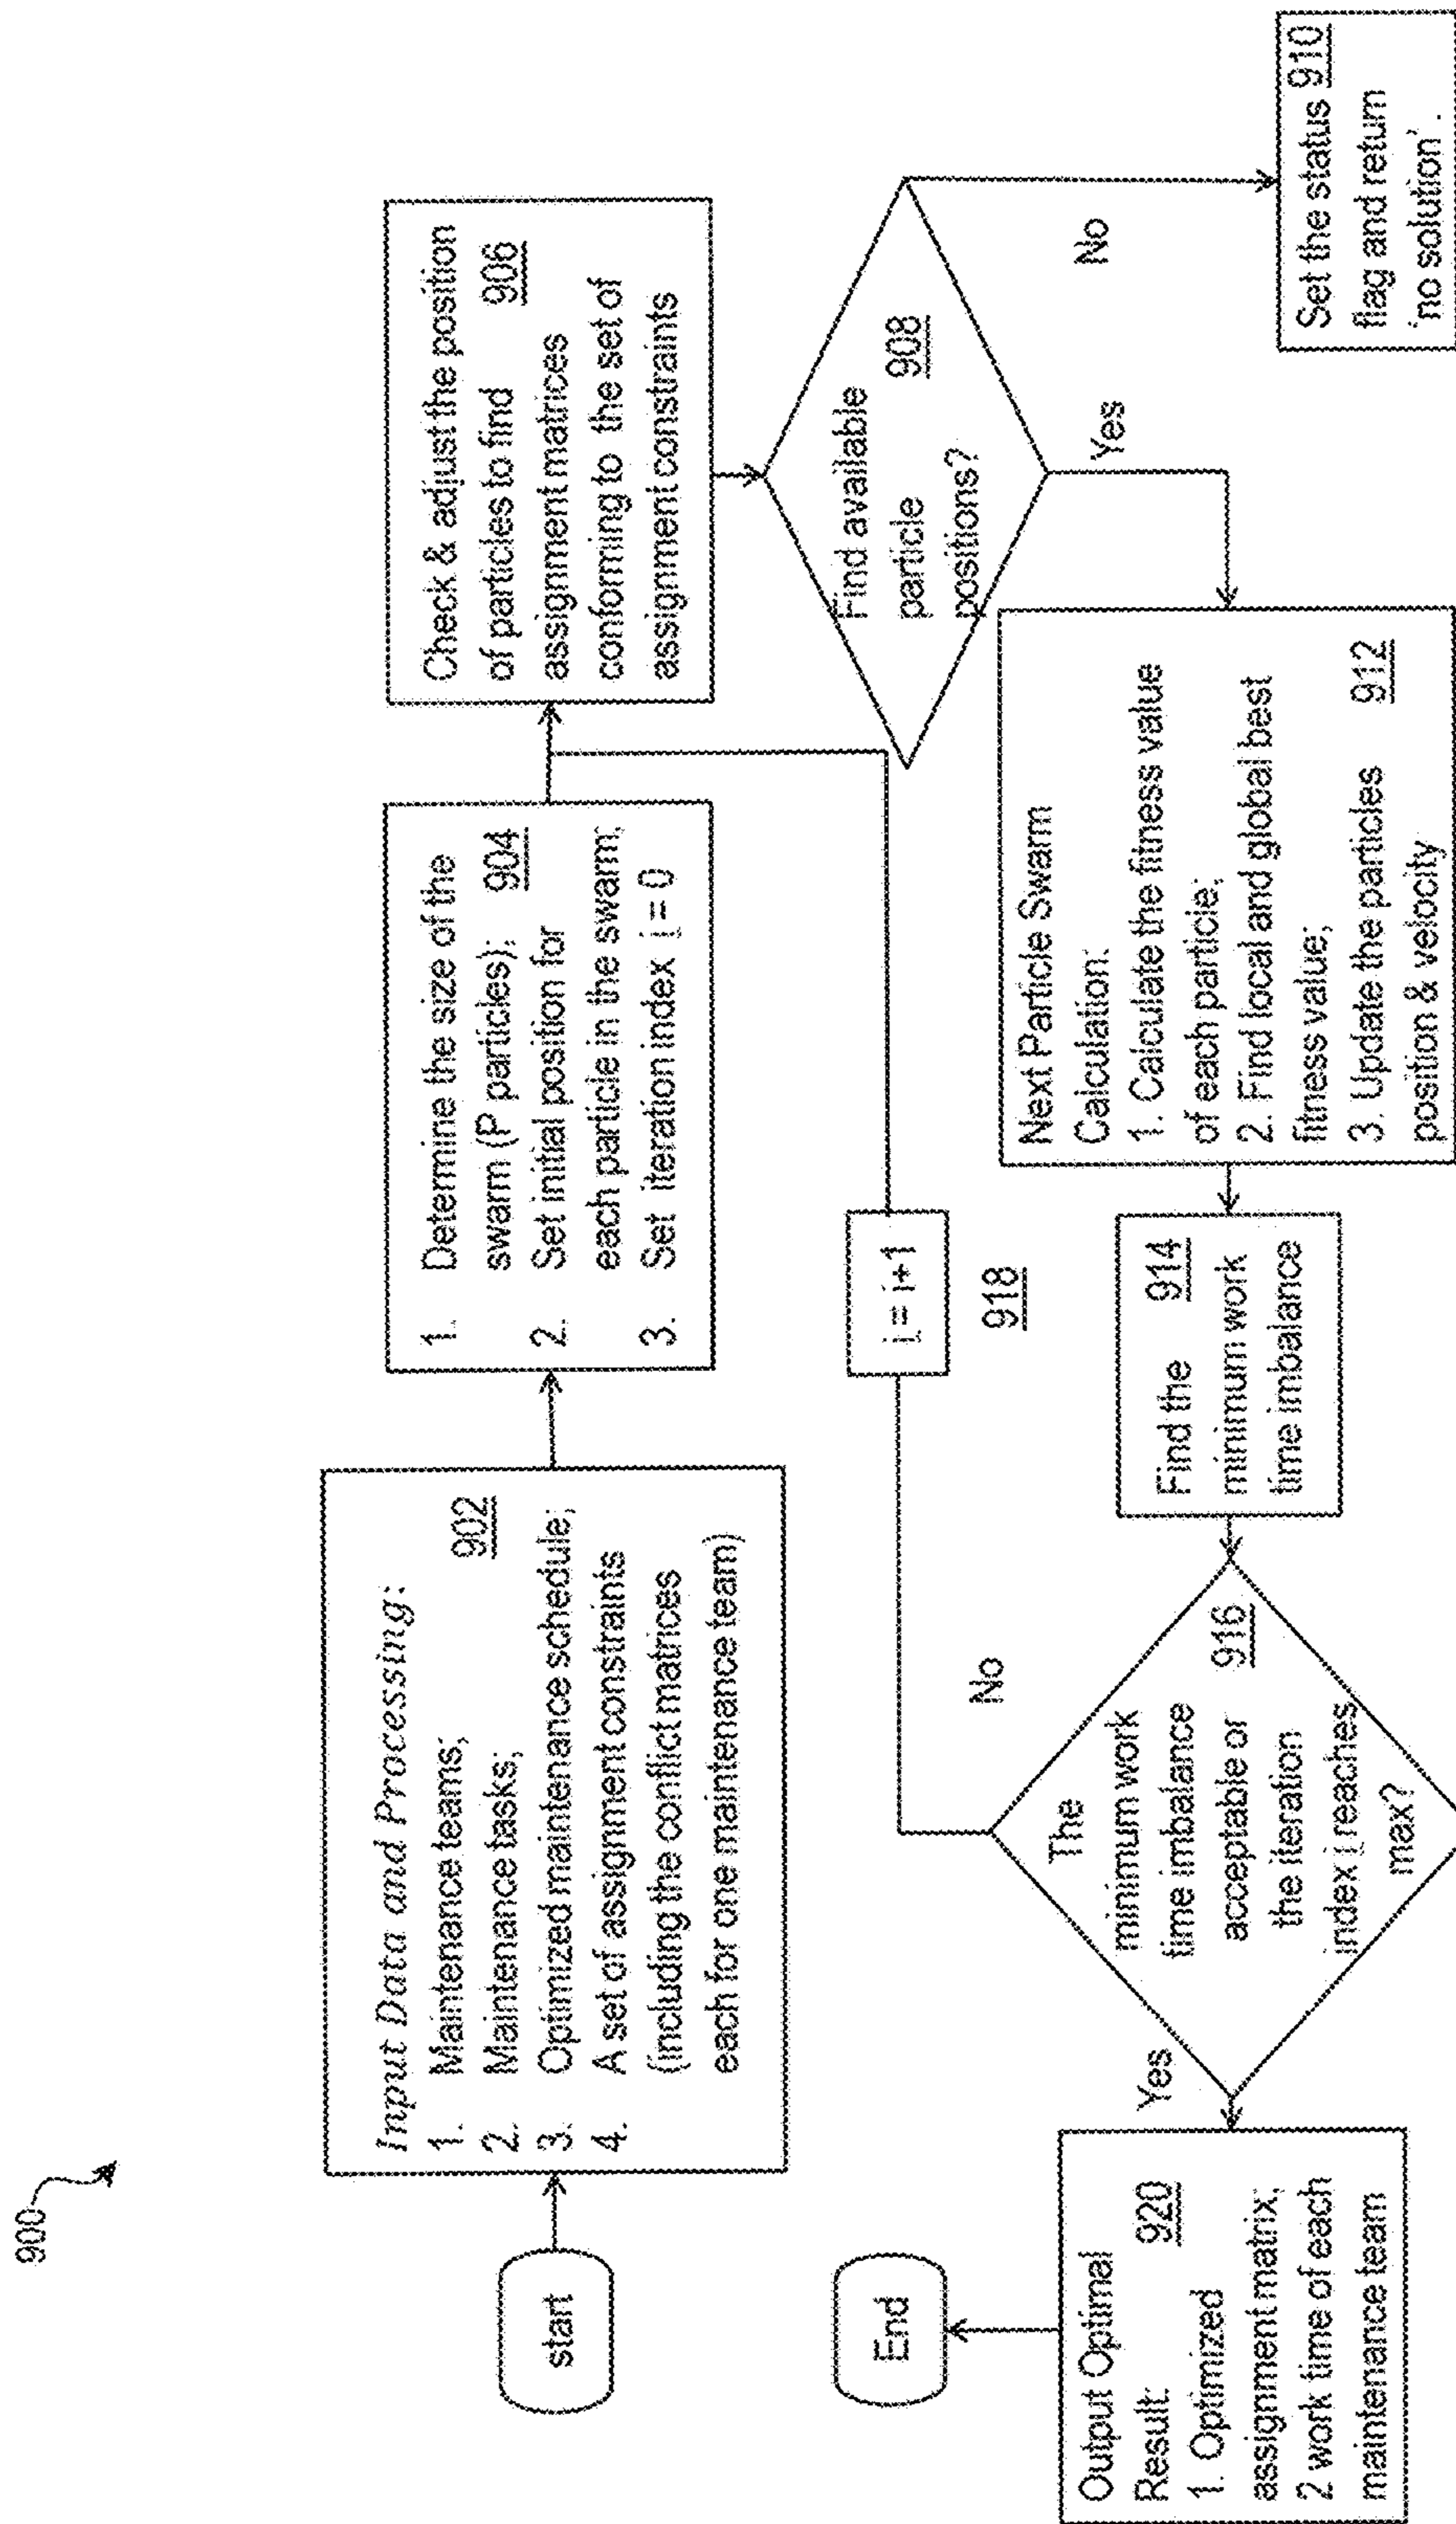 900
start
Input Data and Processing:
902
1. Maintenance teams;
2. Maintenance tasks;
3. Optimized maintenance schedule;
4. A set of assignment constraints
(including the conflict matrices
each for one maintenance team)
1. Determine the size of the
swarm (P particles); 904
2. Set initial position for
each particle in the swarm;
3. Set iteration index i = 0
Check & adjust the position
of particles to find 906
assignment matrices
conforming to the set of
assignment constraints
Find available
particle 908
positions?
No
Set the status 910
flag and return
'no solution'.
Yes
Next Particle Swarm
Calculation:
1. Calculate the fitness value
of each particle;
2. Find local and global best
fitness value;
3. Update the particles 912
position & velocity
Find the 914
minimum work
time imbalance
The
minimum work
time imbalance 916
acceptable or
the iteration
index i reaches
max?
No
i = i+1
918
Yes
Output Optimal
Result: 920
1. Optimized
assignment matrix;
2 work time of each
maintenance team
End